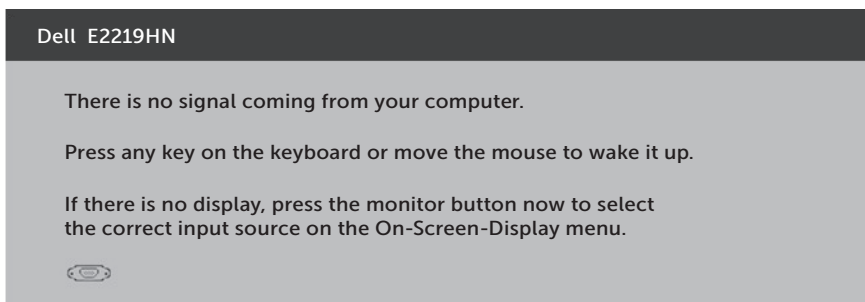 Dell E2219HN
There is no signal coming from your computer.
Press any key on the keyboard or move the mouse to wake it up.
If there is no display, press the monitor button now to select
the correct input source on the On-Screen-Display menu.